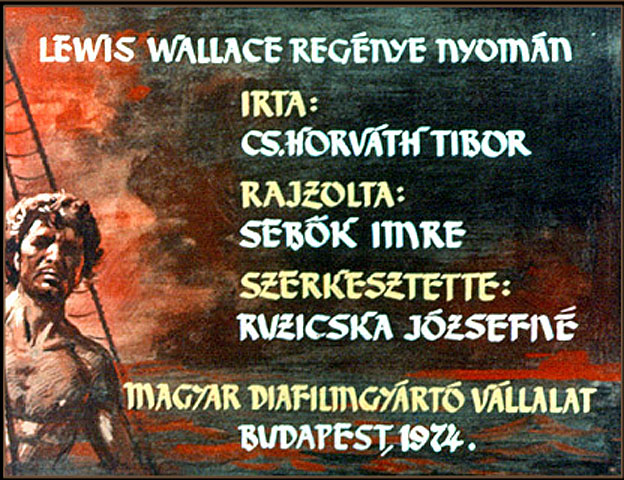 LEWIS WALLACE REGÉNYE NYOMÁN
IRTA:
CS. HORVÁTH TIBOR
RAJZOLTA:
SEBŐK IMRE
SZERKESZTETTE:
RUZICSKA JÓZSEFNÉ
MAGYAR DIAFILMGYÁRTÓ VÁLLALAT
BUDAPEST, 1974.